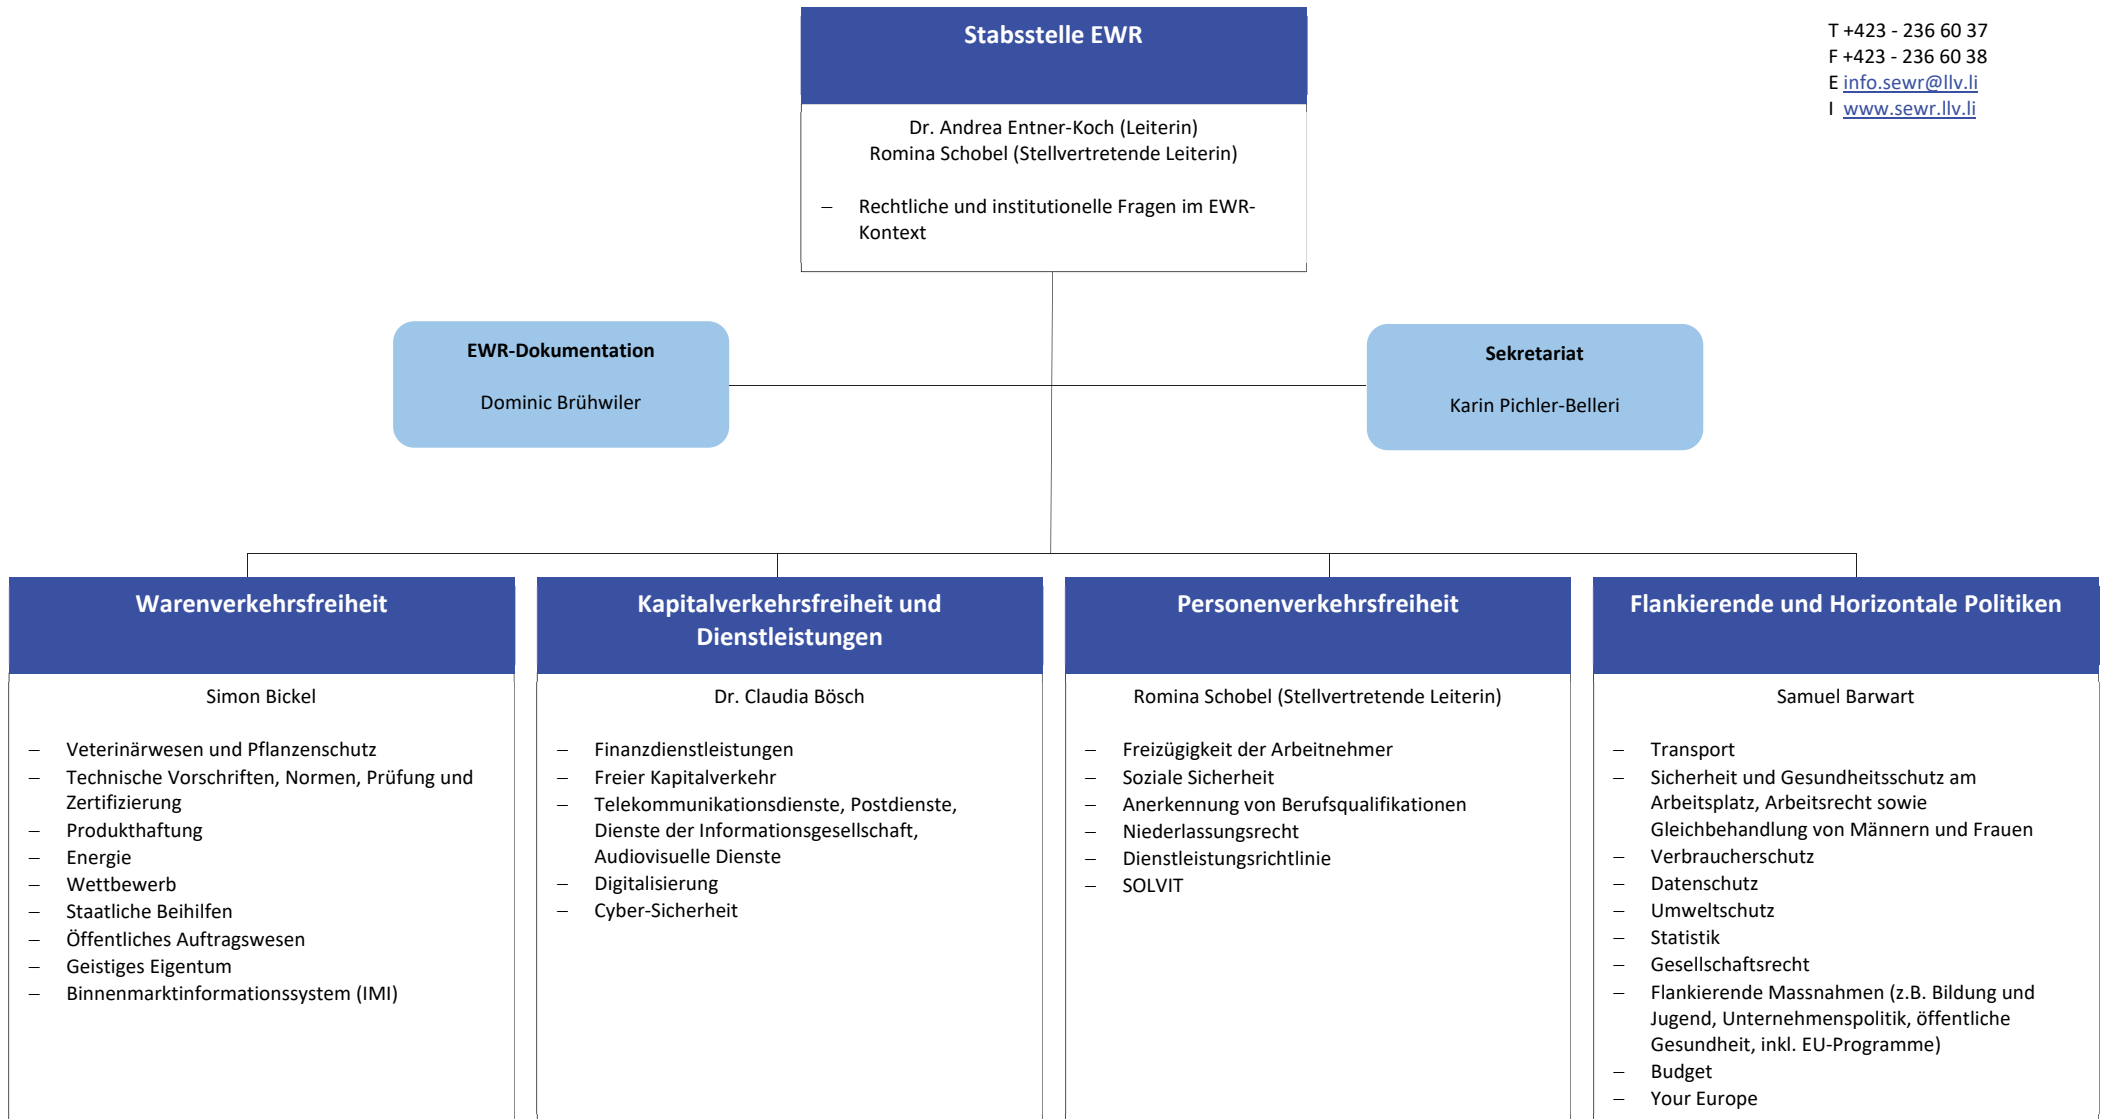 Stabsstelle EWR
T +423 - 236 60 37
F +423 - 236 60 38
E info.sewr@llv.li
I www.sewr.llv.li
Dr. Andrea Entner-Koch (Leiterin)
Romina Schobel (Stellvertretende Leiterin)
– Rechtliche und institutionelle Fragen im EWR-
Kontext
EWR-Dokumentation
Dominic Brühwiler
Sekretariat
Karin Pichler-Belleri
Warenverkehrsfreiheit
Simon Bickel
– Veterinärwesen und Pflanzenschutz
– Technische Vorschriften, Normen, Prüfung und
Zertifizierung
– Produkthaftung
– Energie
– Wettbewerb
– Staatliche Beihilfen
– Öffentliches Auftragswesen
– Geistiges Eigentum
– Binnenmarktinformationssystem (IMI)
Kapitalverkehrsfreiheit und
Dienstleistungen
Dr. Claudia Bösch
– Finanzdienstleistungen
– Freier Kapitalverkehr
– Telekommunikationsdienste, Postdienste,
Dienste der Informationsgesellschaft,
Audiovisuelle Dienste
– Digitalisierung
– Cyber-Sicherheit
Personenverkehrsfreiheit
Romina Schobel (Stellvertretende Leiterin)
– Freizügigkeit der Arbeitnehmer
– Soziale Sicherheit
– Anerkennung von Berufsqualifikationen
– Niederlassungsrecht
– Dienstleistungsrichtlinie
– SOLVIT
Flankierende und Horizontale Politiken
Samuel Barwart
– Transport
– Sicherheit und Gesundheitsschutz am
Arbeitsplatz, Arbeitsrecht sowie
Gleichbehandlung von Männern und Frauen
– Verbraucherschutz
– Datenschutz
– Umweltschutz
– Statistik
– Gesellschaftsrecht
– Flankierende Massnahmen (z.B. Bildung und
Jugend, Unternehmenspolitik, öffentliche
Gesundheit, inkl. EU-Programme)
– Budget
– Your Europe